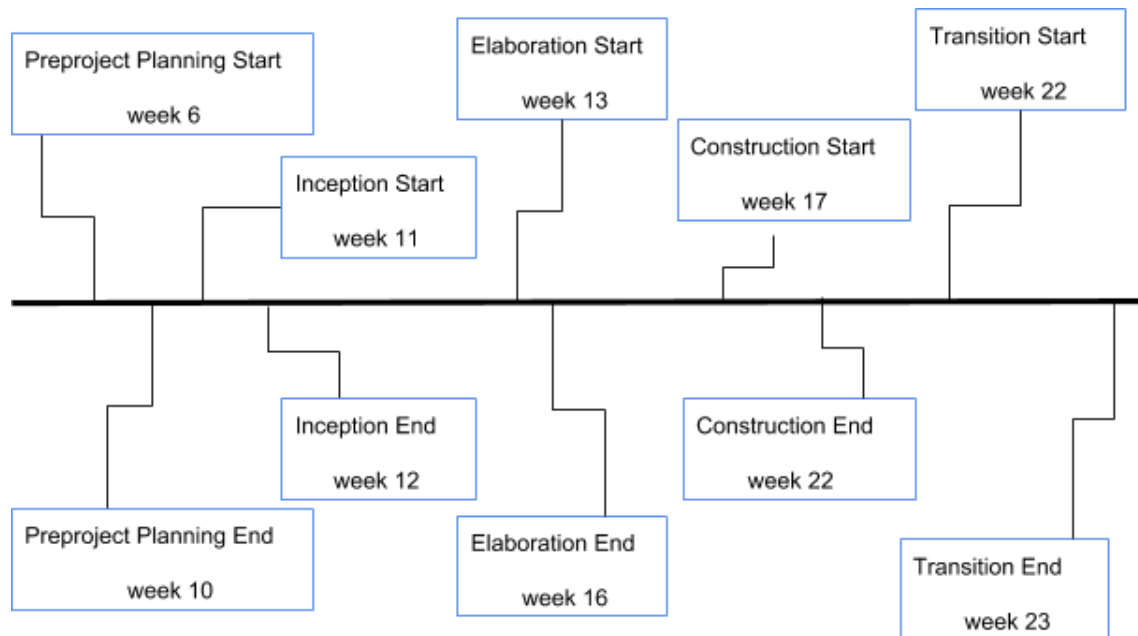 Preproject Planning Start
week 6
Inception Start
week 11
Elaboration Start
week 13
Construction Start
week 17
Transition Start
week 22
Preproject Planning End
week 10
Inception End
week 12
Elaboration End
week 16
Construction End
week 22
Transition End
week 23